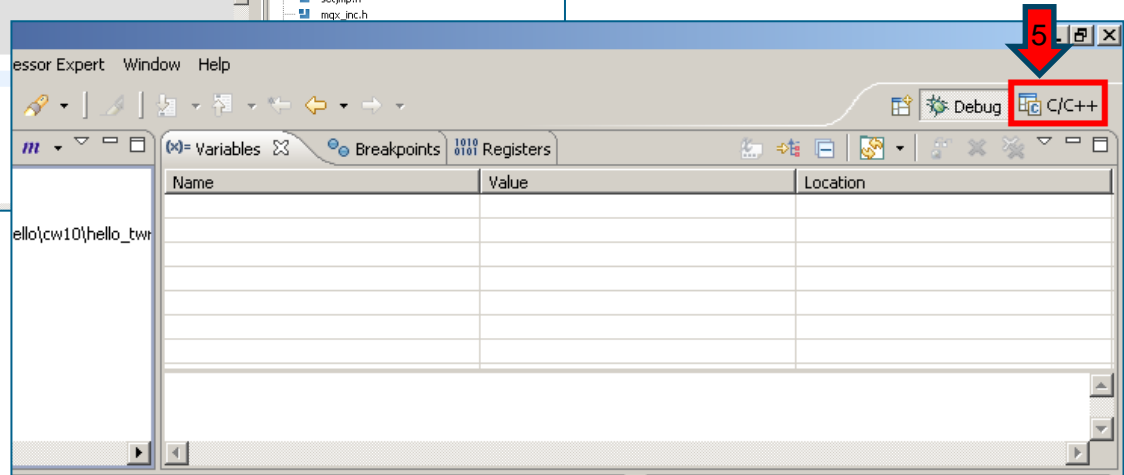 mqx_inc.h
5
essor Expert Window Help
Debug C/C++
m (x)= Variables Breakpoints 1010 0101 Registers
Name Value Location
ello\cw10\hello_twr